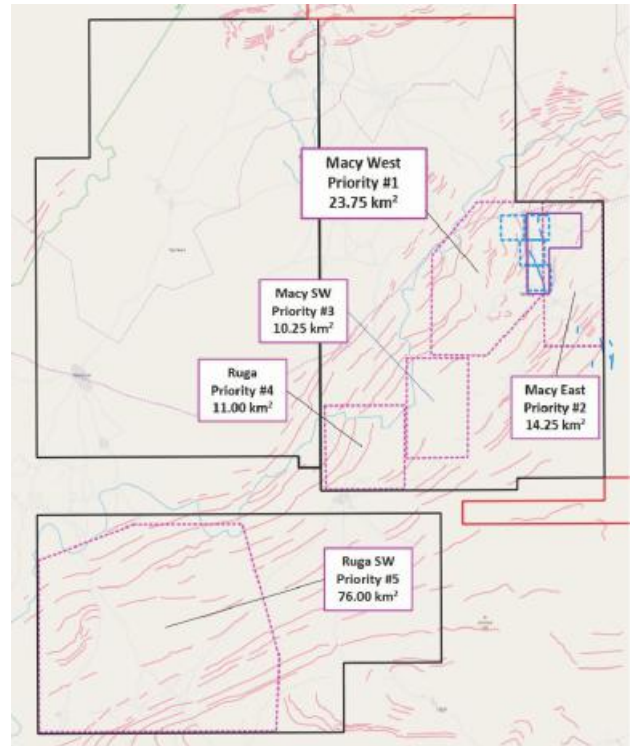 Macy West
Priority #1
23.75 km²
Macy SW
Priority #3
10.25 km²
Ruga
Priority #4
11.00 km²
Macy East
Priority #2
14.25 km²
Ruga SW
Priority #5
76.00 km²